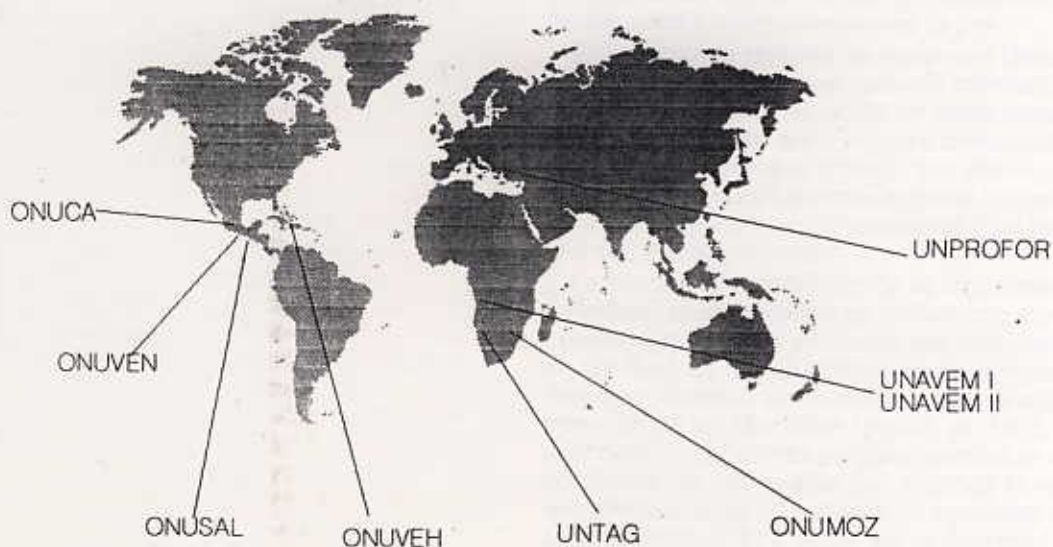 ONUCA
UNPROFOR
ONUVEN
UNAVEM I
UNAVEM II
ONUSAL
ONUVEH
UNTAG
ONUMOZ